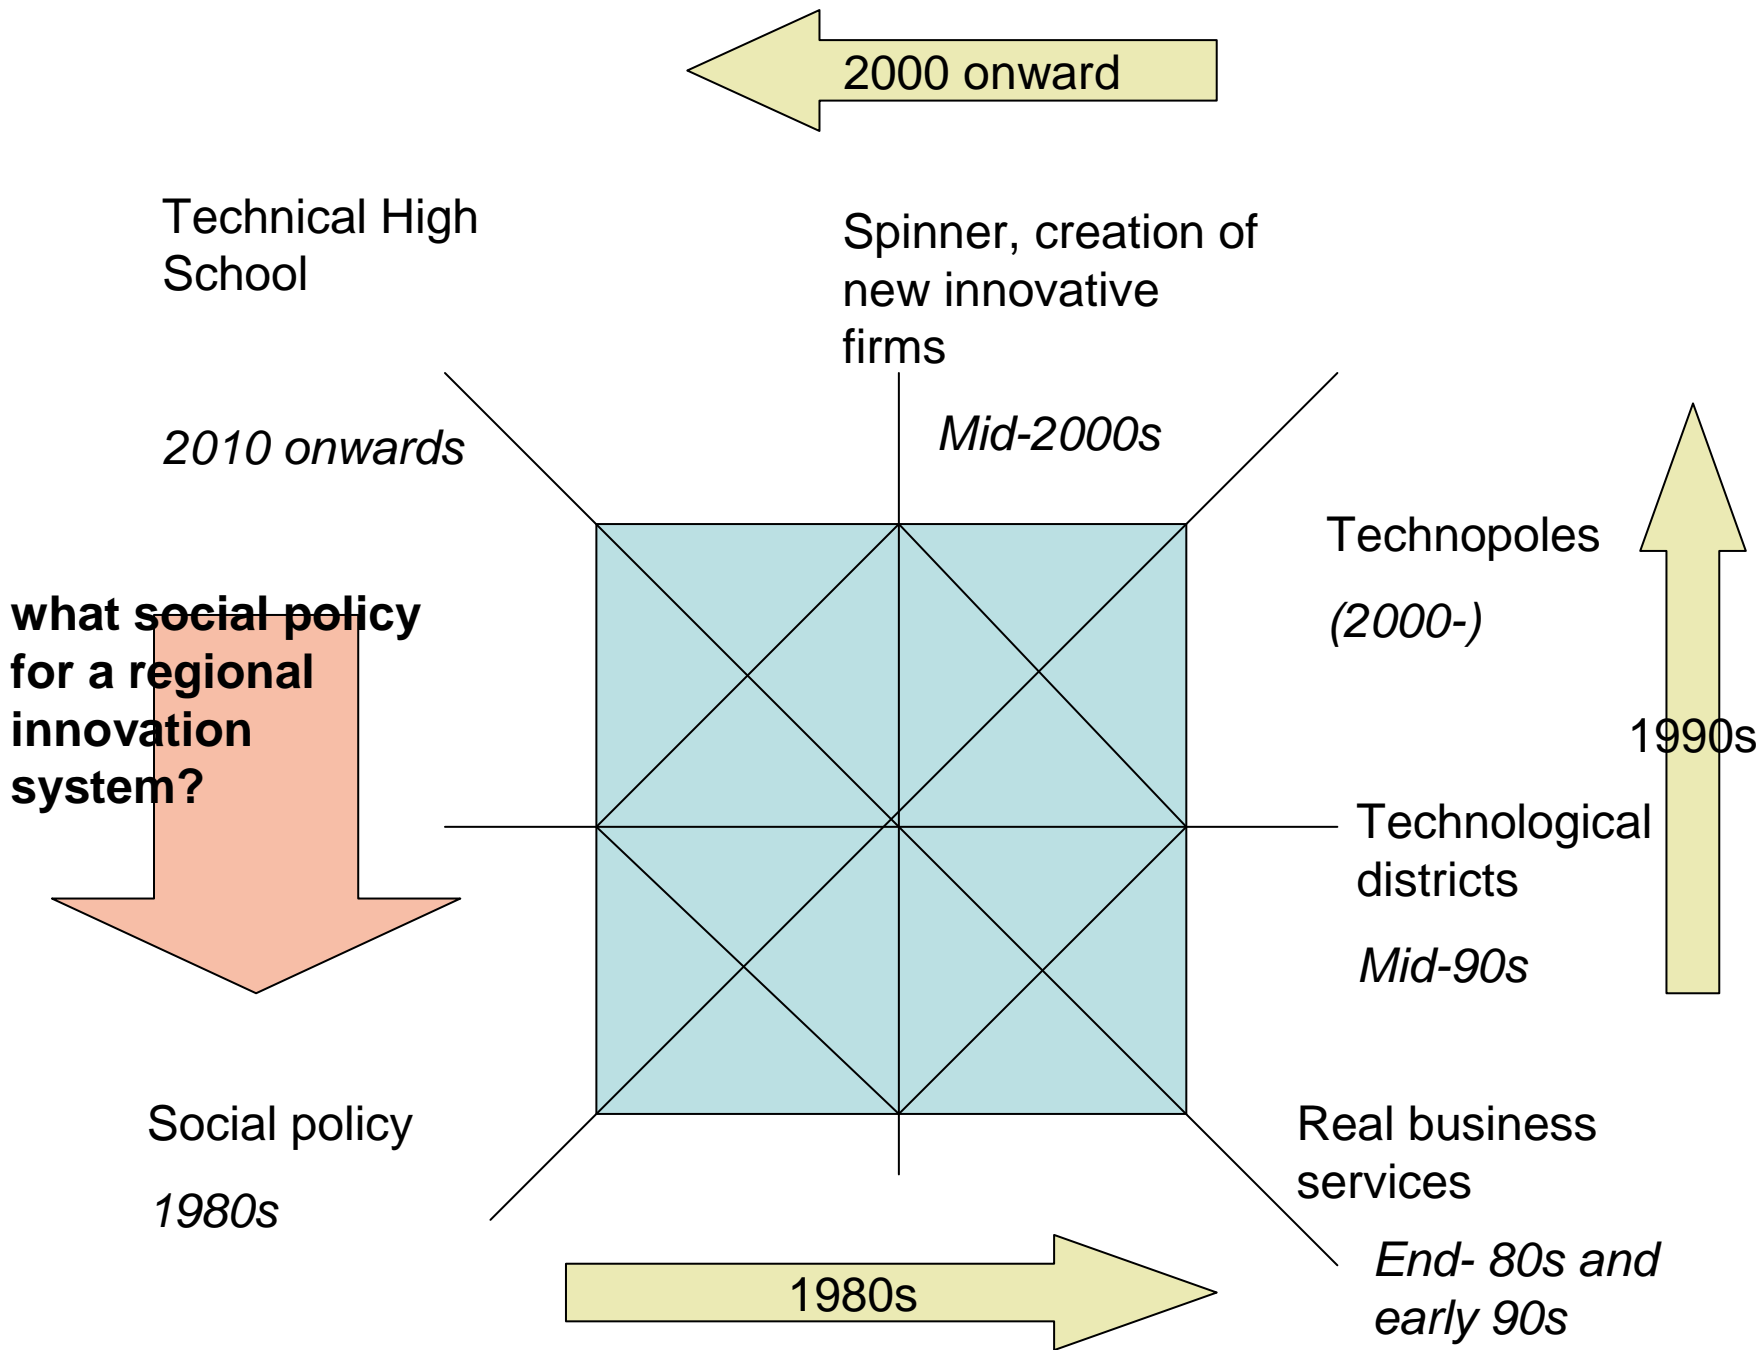 2000 onward
Technical High
School
Spinner, creation of
new innovative
firms
2010 onwards
Mid-2000s
Technopoles
(2000-)
what social policy
for a regional
innovation
system?
1990s
Technological
districts
Mid-90s
Social policy
1980s
Real business
services
End- 80s and
early 90s
1980s